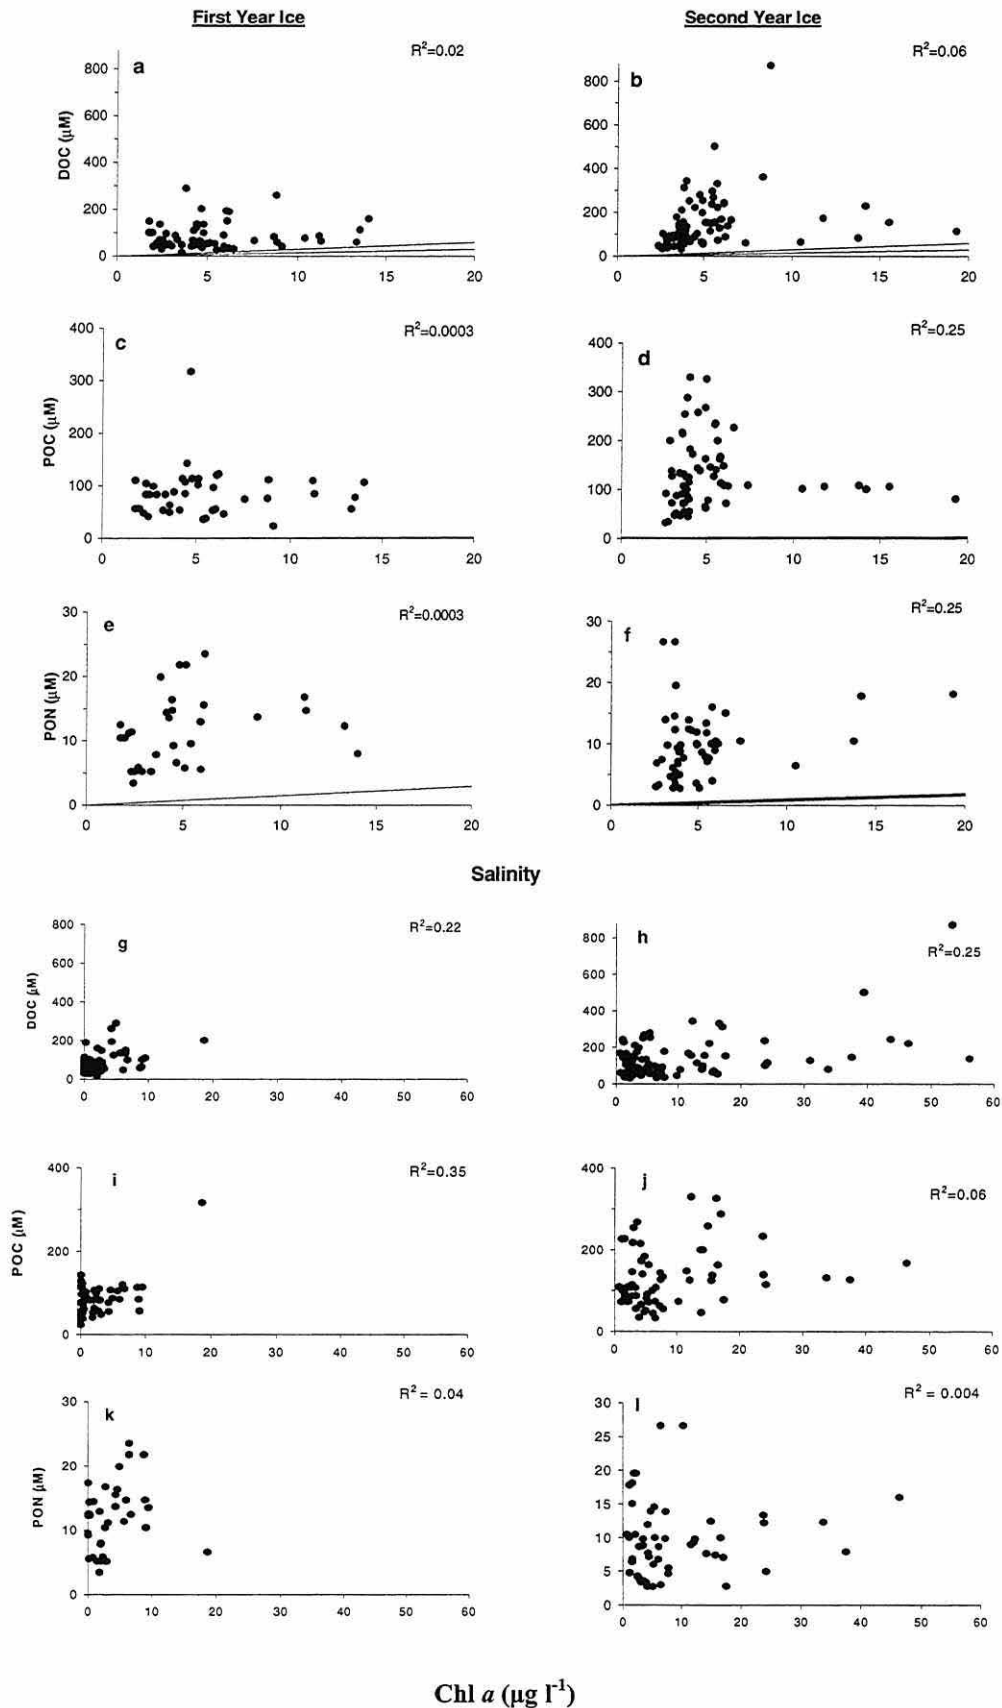 First Year Ice
Second Year Ice
a
R²=0.02
800
600
400
200
0
DOC (µM)
0 5 10 15 20
b
R²=0.06
800
600
400
200
0
0 5 10 15 20
c
R²=0.0003
400
300
200
100
0
POC (µM)
0 5 10 15 20
d
R²=0.25
400
300
200
100
0
0 5 10 15 20
e
R²=0.0003
30
20
10
0
PON (µM)
0 5 10 15 20
f
R²=0.25
30
20
10
0
0 5 10 15 20
Salinity
g
R²=0.22
800
600
400
200
0
DOC (µM)
0 10 20 30 40 50 60
h
R²=0.25
800
600
400
200
0
0 10 20 30 40 50 60
i
R²=0.35
400
200
0
POC (µM)
0 10 20 30 40 50 60
j
R²=0.06
400
300
200
100
0
0 10 20 30 40 50 60
k
R² = 0.04
30
20
10
0
PON (µM)
0 10 20 30 40 50 60
l
R² = 0.004
30
25
20
15
10
5
0
0 10 20 30 40 50 60
Chl a (µg l⁻¹)